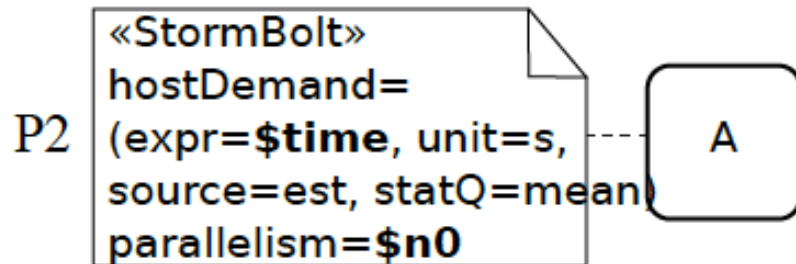 «StormBolt»
hostDemand=
P2 (expr=$time, unit=s, A
source=est, statQ=mean)
parallelism=$n0